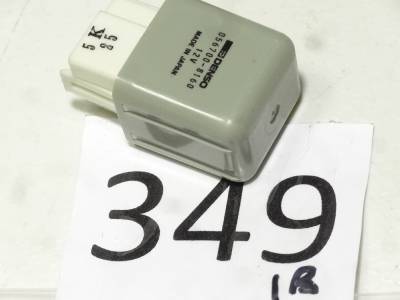 K
5 85
DENSO
056700-8160
12V
MADE IN JAPAN
349
1B